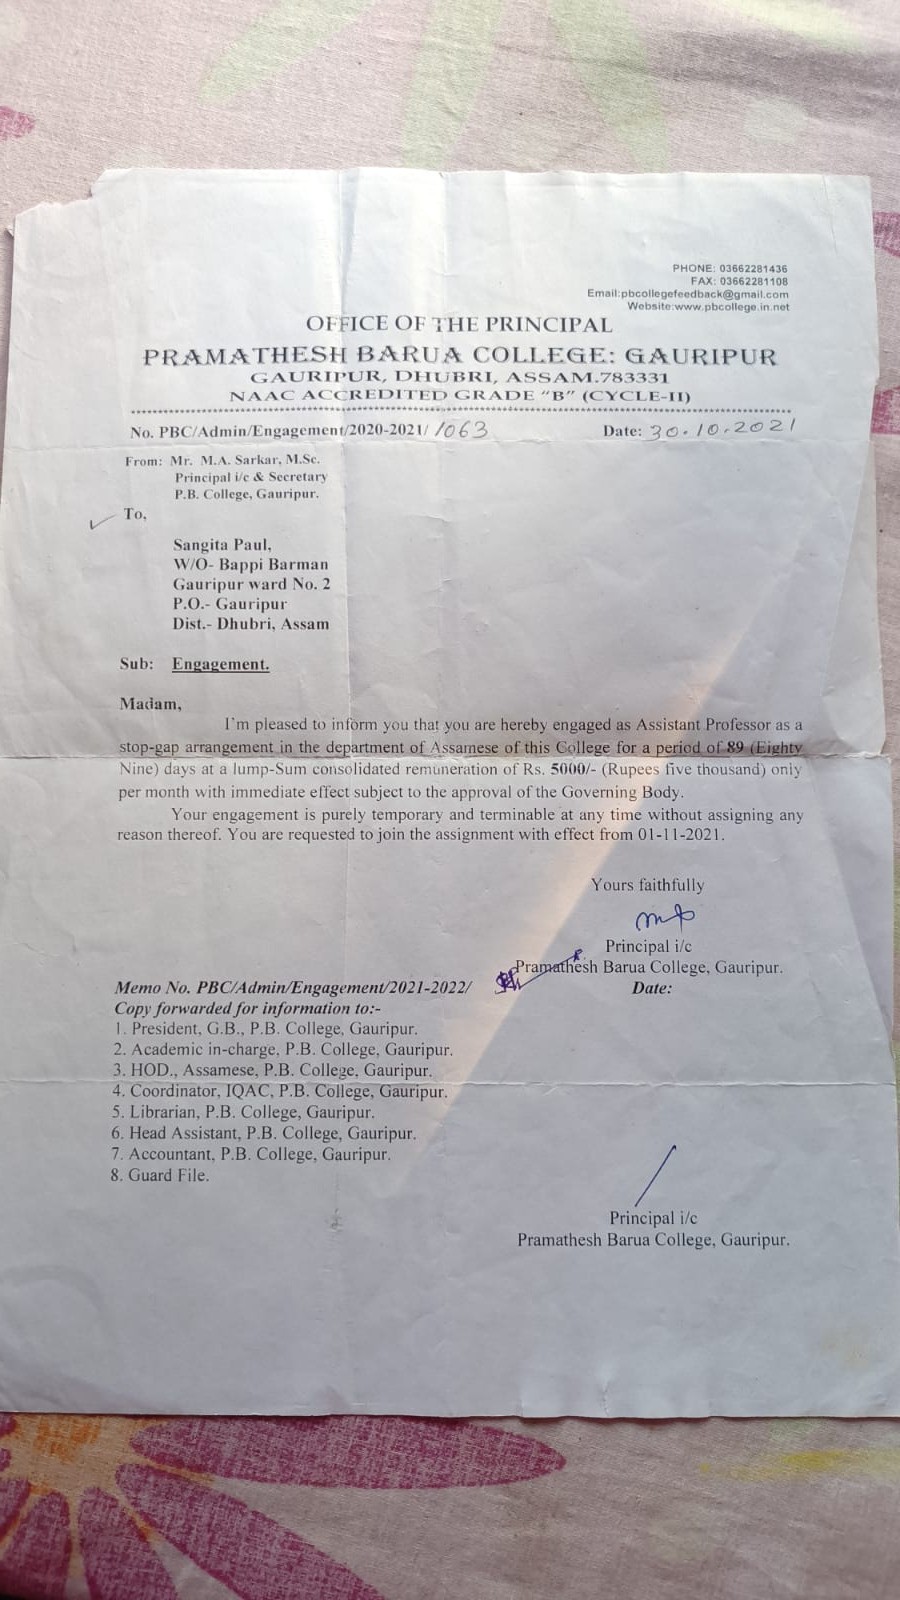 PHONE: 03662281436
FAX: 03662281108
Email:pbcollegefeedback@gmail.com
Website:www.pbcollege.in.net
OFFICE OF THE PRINCIPAL
PRAMATHESH BARUA COLLEGE: GAURIPUR
GAURIPUR, DHUBRI, ASSAM.783331
NAAC ACCREDITED GRADE "B" (CYCLE-II)
No. PBC/Admin/Engagement/2020-2021/ 1063 Date: 30.10.2021
From: Mr. M.A. Sarkar, M.Sc.
Principal i/c & Secretary
P.B. College, Gauripur.
To,
Sangita Paul,
W/O- Bappi Barman
Gauripur ward No. 2
P.O.- Gauripur
Dist.- Dhubri, Assam
Sub: Engagement.
Madam,
I'm pleased to inform you that you are hereby engaged as Assistant Professor as a
stop-gap arrangement in the department of Assamese of this College for a period of 89 (Eighty
Nine) days at a lump-Sum consolidated remuneration of Rs. 5000/- (Rupees five thousand) only
per month with immediate effect subject to the approval of the Governing Body.
Your engagement is purely temporary and terminable at any time without assigning any
reason thereof. You are requested to join the assignment with effect from 01-11-2021.
Yours faithfully
Principal i/c
Pramathesh Barua College, Gauripur.
Memo No. PBC/Admin/Engagement/2021-2022/ Date:
Copy forwarded for information to:-
1. President, G.B., P.B. College, Gauripur.
2. Academic in-charge, P.B. College, Gauripur.
3. HOD., Assamese, P.B. College, Gauripur.
4. Coordinator, IQAC, P.B. College, Gauripur.
5. Librarian, P.B. College, Gauripur.
6. Head Assistant, P.B. College, Gauripur.
7. Accountant, P.B. College, Gauripur.
8. Guard File.
Principal i/c
Pramathesh Barua College, Gauripur.